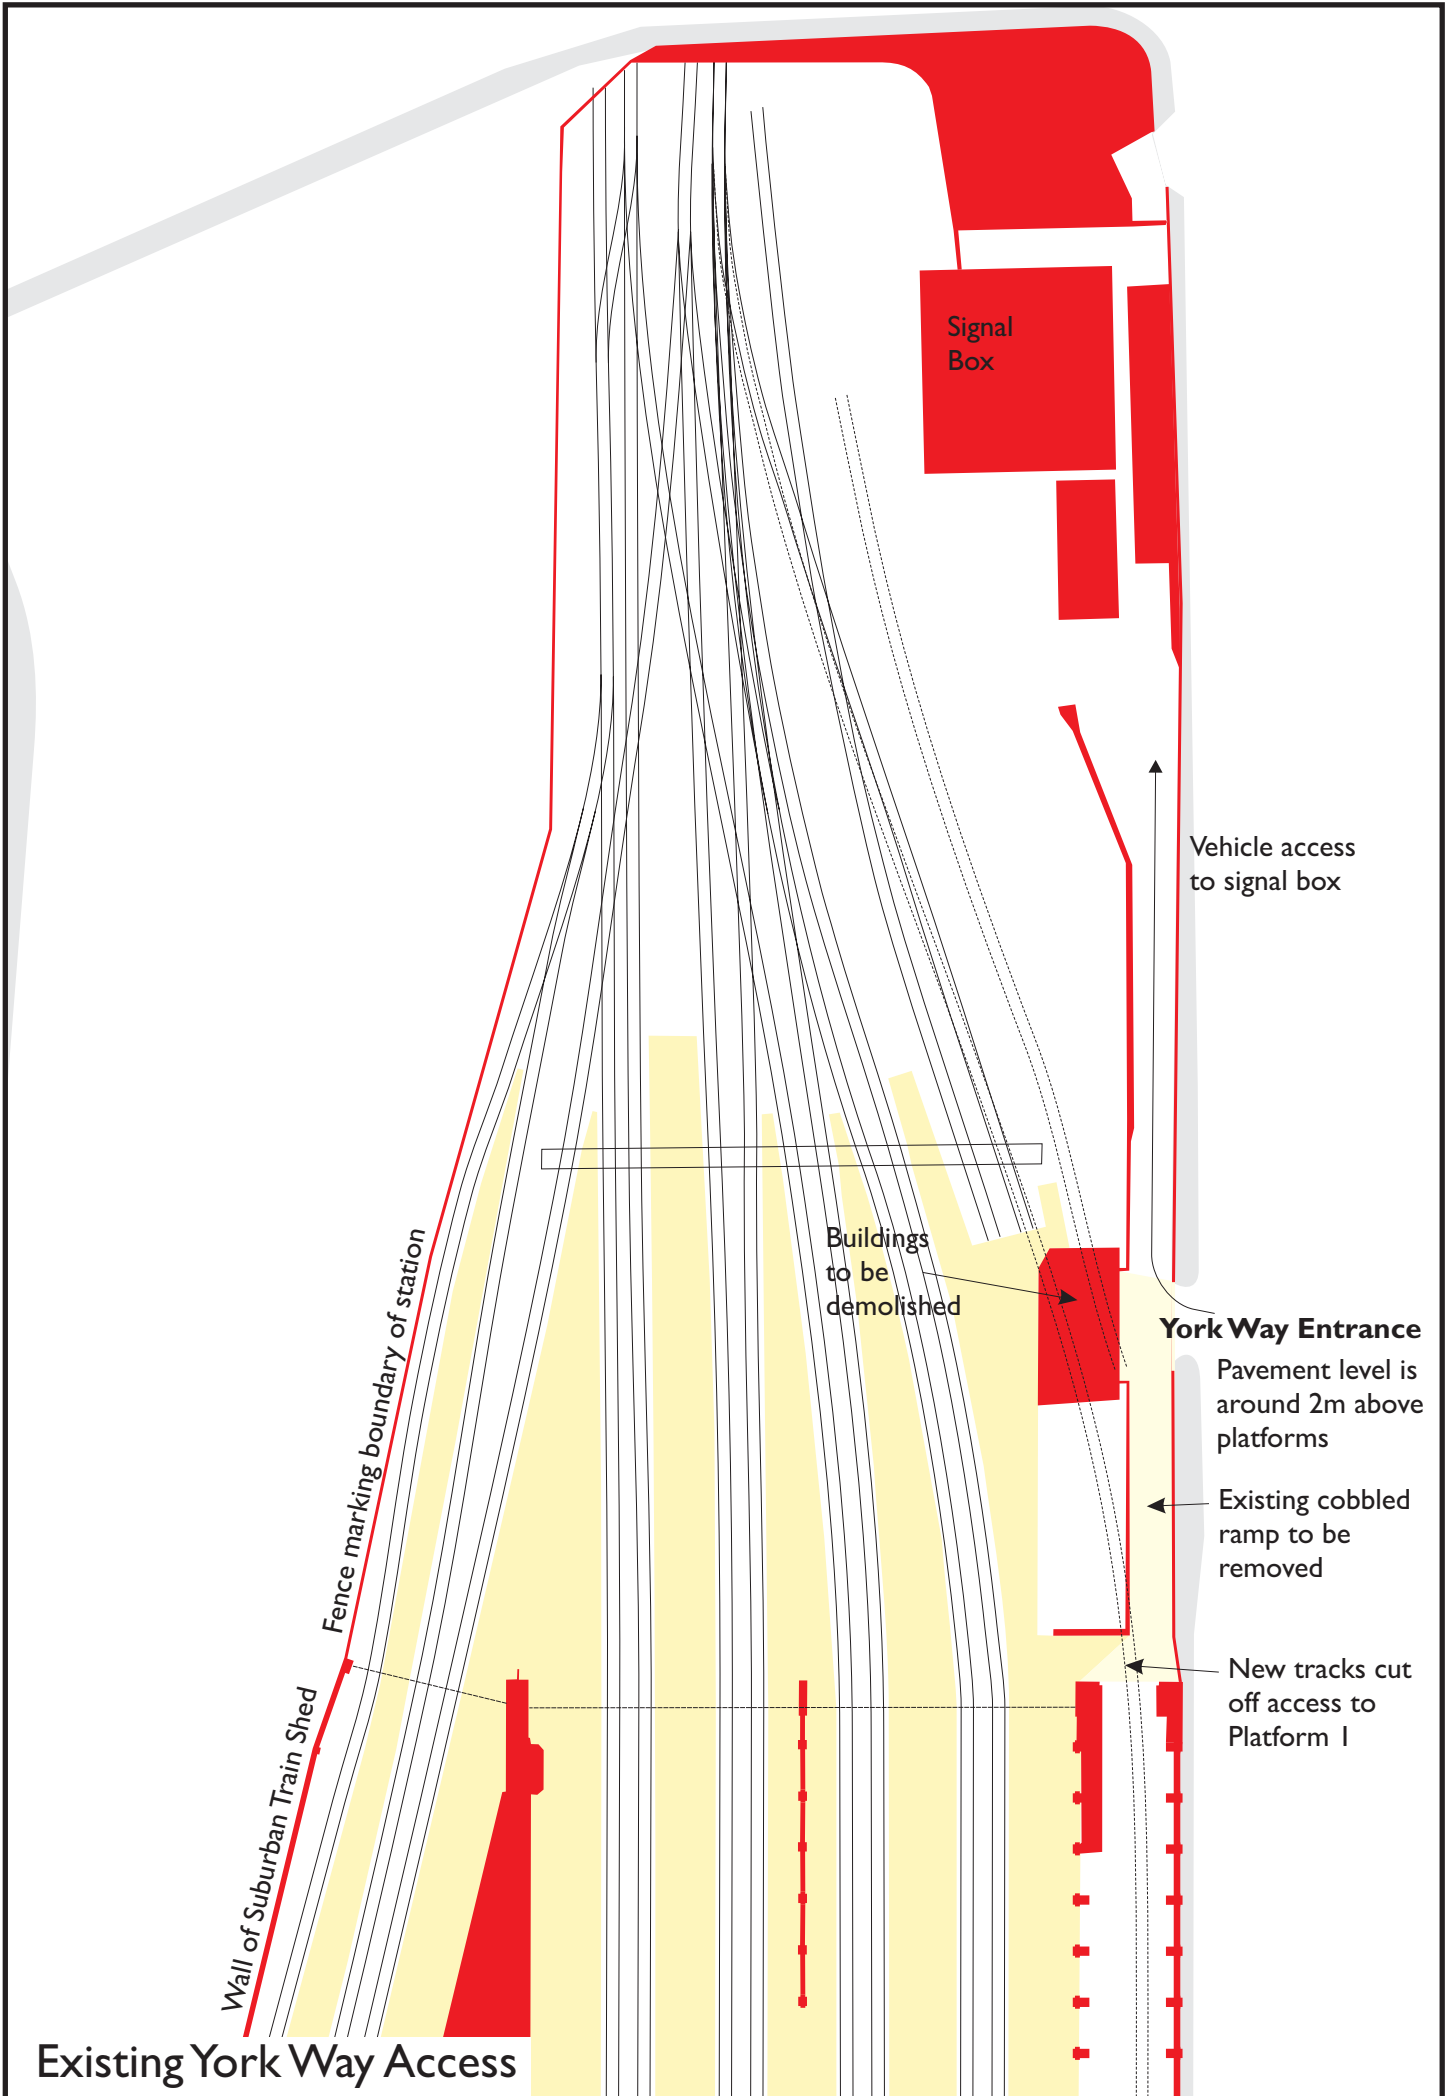 Signal
Box
Vehicle access
to signal box
Buildings
to be
demolished
York Way Entrance
Pavement level is
around 2m above
platforms
Existing cobbled
ramp to be
removed
Fence marking boundary of station
New tracks cut
off access to
Platform 1
Wall of Suburban Train Shed
Existing York Way Access